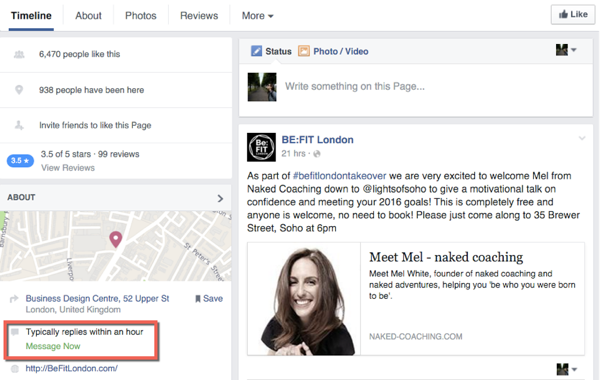 Timeline
About
Photos
Reviews
More
Like
6,470 people like this
938 people have been here
Invite friends to like this Page
3.5 ★
3.5 of 5 stars · 99 reviews
View Reviews
ABOUT
Liverpoo
St. Peter's St
Business Design Centre, 52 Upper St
London, United Kingdom
Save
Typically replies within an hour
Message Now
http://BeFitLondon.com/
Status
Photo / Video
Write something on this Page...
Be:
FIT
BE:FIT London
21 hrs ·
As part of #befitlondontakeover we are very excited to welcome Mel from
Naked Coaching down to @lightsofsoho to give a motivational talk on
confidence and meeting your 2016 goals! This is completely free and
anyone is welcome, no need to book! Please just come along to 35 Brewer
Street, Soho at 6pm
Meet Mel - naked coaching
Meet Mel White, founder of naked coaching and
naked adventures, helping you 'be who you were born
to be'.
NAKED-COACHING.COM